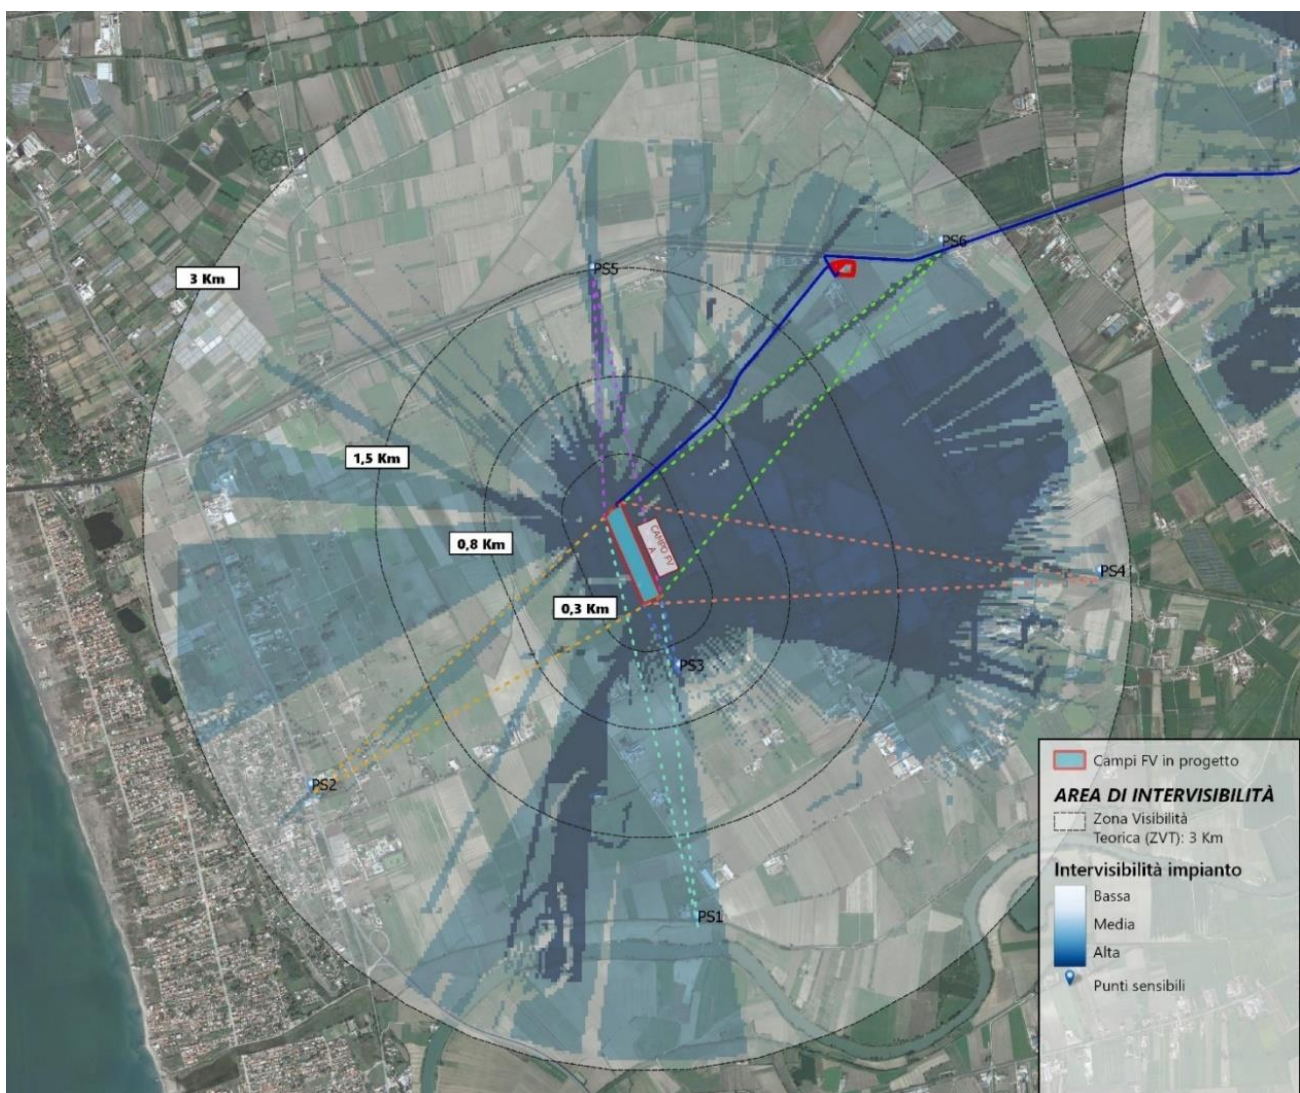 PS6
PS5
3 Km
1,5 Km
CAMPO FV
A
0,8 Km
PS4
0,3 Km
PS3
PS2
PS1
Campi FV in progetto
AREA DI INTERVISIBILITÀ
Zona Visibilità
Teorica (ZVT): 3 Km
Intervisibilità impianto
Bassa
Media
Alta
Punti sensibili